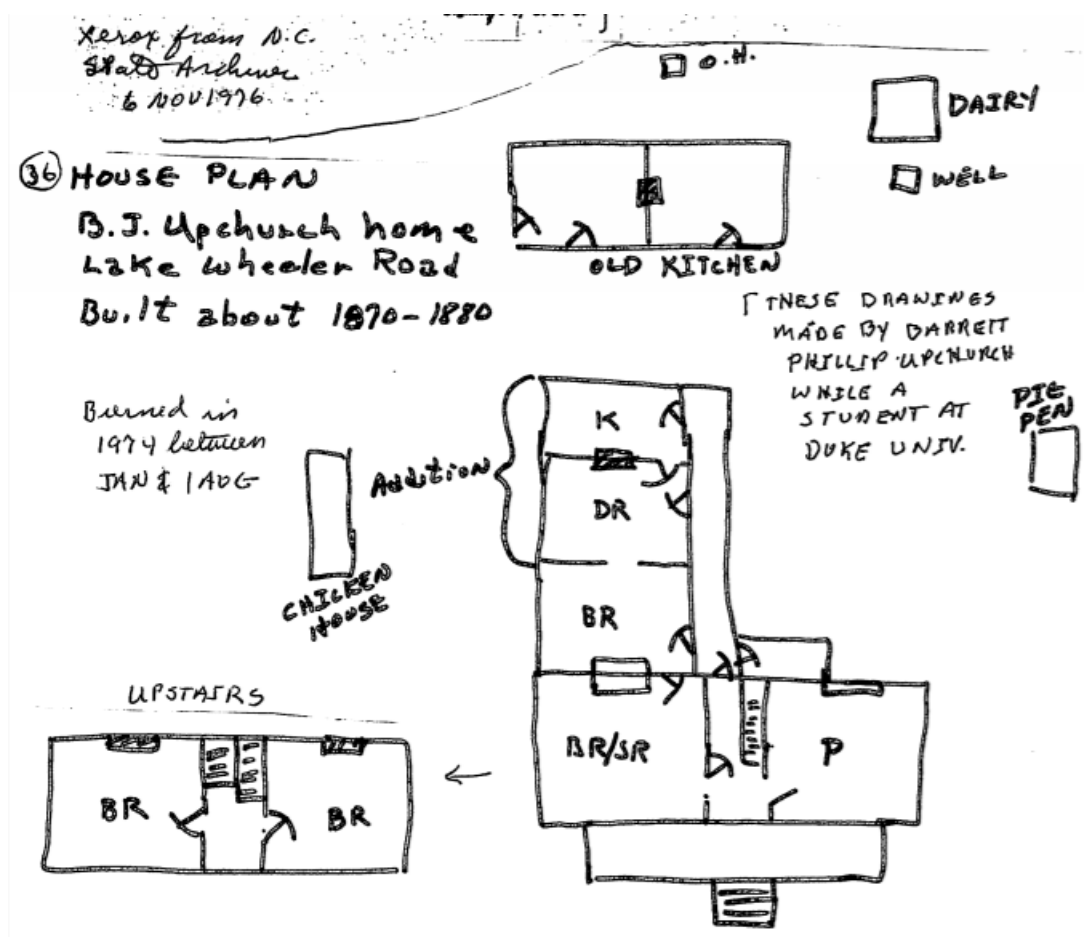 Xerox from N.C.
State Archives
6 NOV 1976
O.H.
DAIRY
WELL
36 HOUSE PLAN
B.J. Upchurch home
Lake Wheeler Road
Built about 1870-1880
OLD KITCHEN
[THESE DRAWINGS
MADE BY DARRETT
PHILLIP UPCHURCH
WHILE A
STUDENT AT
DUKE UNIV.
PIG
PEN
Burned in
1974 between
JAN & 1 AUG
Addition
K
DR
BR
CHICKEN
HOUSE
UPSTAIRS
BR
BR
BR/SR
P